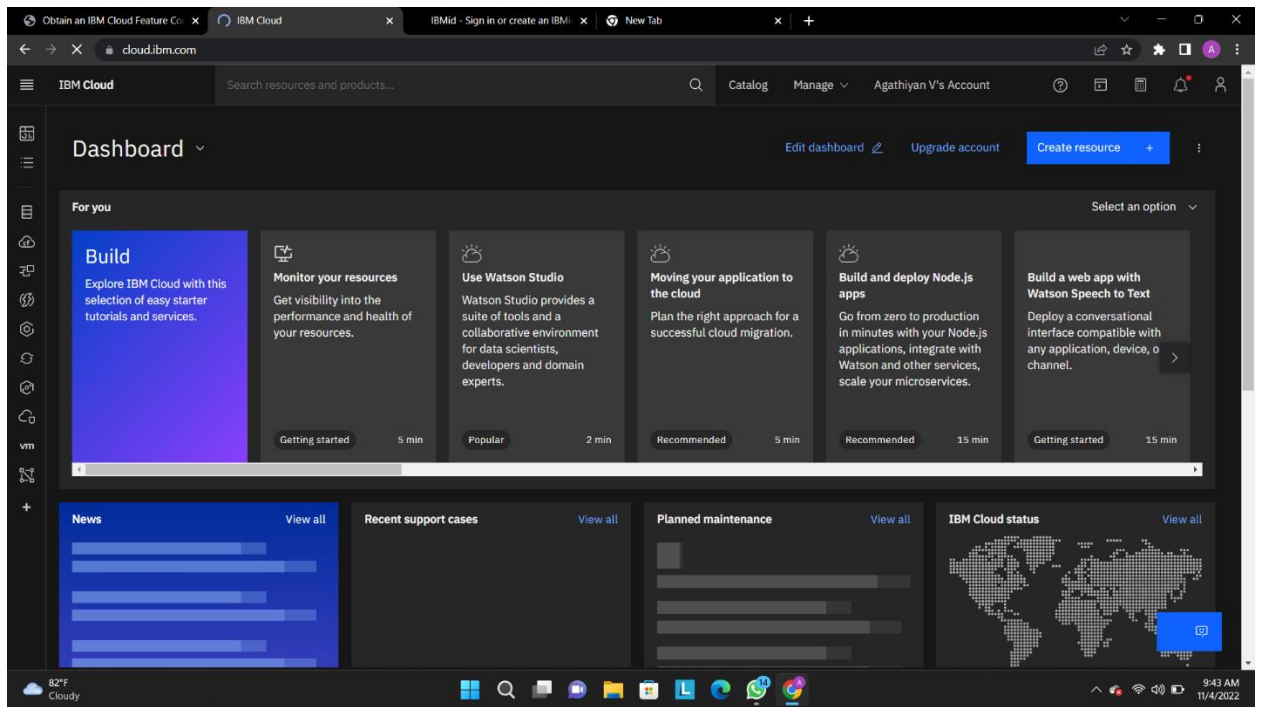 Obtain an IBM Cloud Feature Co
IBM Cloud
IBMid - Sign in or create an IBMi
New Tab
cloud.ibm.com
A
IBM Cloud
Search resources and products...
Catalog
Manage
Agathiyan V's Account
Dashboard
Edit dashboard
Upgrade account
Create resource +
For you
Select an option
Build
Explore IBM Cloud with this
selection of easy starter
tutorials and services.
Monitor your resources
Get visibility into the
performance and health of
your resources.
Getting started
5 min
Use Watson Studio
Watson Studio provides a
suite of tools and a
collaborative environment
for data scientists,
developers and domain
experts.
Popular
2 min
Moving your application to
the cloud
Plan the right approach for a
successful cloud migration.
Recommended
5 min
Build and deploy Node.js
apps
Go from zero to production
in minutes with your Node.js
applications, integrate with
Watson and other services,
scale your microservices.
Recommended
15 min
Build a web app with
Watson Speech to Text
Deploy a conversational
interface compatible with
any application, device, o
channel.
Getting started
15 min
vm
News
View all
Recent support cases
View all
Planned maintenance
View all
IBM Cloud status
View all
82°F
Cloudy
L
9:43 AM
11/4/2022